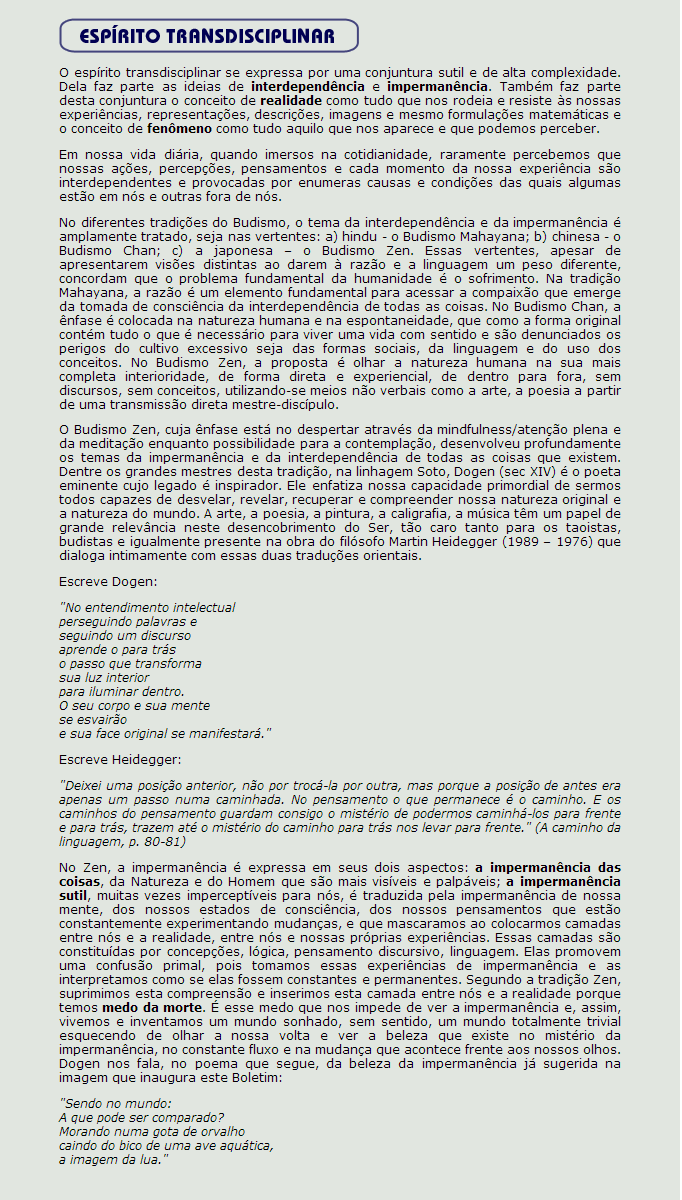 ESPÍRITO TRANSDISCIPLINAR
O espírito transdisciplinar se expressa por uma conjuntura sutil e de alta complexidade.
Dela faz parte as ideias de interdependência e impermanência. Também faz parte
desta conjuntura o conceito de realidade como tudo que nos rodeia e resiste às nossas
experiências, representações, descrições, imagens e mesmo formulações matemáticas e
o conceito de fenômeno como tudo aquilo que nos aparece e que podemos perceber.
Em nossa vida diária, quando imersos na cotidianidade, raramente percebemos que
nossas ações, percepções, pensamentos e cada momento da nossa experiência são
interdependentes e provocadas por enumeras causas e condições das quais algumas
estão em nós e outras fora de nós.
No diferentes tradições do Budismo, o tema da interdependência e da impermanência é
amplamente tratado, seja nas vertentes: a) hindu - o Budismo Mahayana; b) chinesa - o
Budismo Chan; c) a japonesa – o Budismo Zen. Essas vertentes, apesar de
apresentarem visões distintas ao darem à razão e a linguagem um peso diferente,
concordam que o problema fundamental da humanidade é o sofrimento. Na tradição
Mahayana, a razão é um elemento fundamental para acessar a compaixão que emerge
da tomada de consciência da interdependência de todas as coisas. No Budismo Chan, a
ênfase é colocada na natureza humana e na espontaneidade, que como a forma original
contém tudo o que é necessário para viver uma vida com sentido e são denunciados os
perigos do cultivo excessivo seja das formas sociais, da linguagem e do uso dos
conceitos. No Budismo Zen, a proposta é olhar a natureza humana na sua mais
completa interioridade, de forma direta e experiencial, de dentro para fora, sem
discursos, sem conceitos, utilizando-se meios não verbais como a arte, a poesia a partir
de uma transmissão direta mestre-discípulo.
O Budismo Zen, cuja ênfase está no despertar através da mindfulness/atenção plena e
da meditação enquanto possibilidade para a contemplação, desenvolveu profundamente
os temas da impermanência e da interdependência de todas as coisas que existem.
Dentre os grandes mestres desta tradição, na linhagem Soto, Dogen (sec XIV) é o poeta
eminente cujo legado é inspirador. Ele enfatiza nossa capacidade primordial de sermos
todos capazes de desvelar, revelar, recuperar e compreender nossa natureza original e
a natureza do mundo. A arte, a poesia, a pintura, a caligrafia, a música têm um papel de
grande relevância neste desencobrimento do Ser, tão caro tanto para os taoistas,
budistas e igualmente presente na obra do filósofo Martin Heidegger (1989 – 1976) que
dialoga intimamente com essas duas traduções orientais.
Escreve Dogen:
"No entendimento intelectual
perseguindo palavras e
seguindo um discurso
aprende o para trás
o passo que transforma
sua luz interior
para iluminar dentro.
O seu corpo e sua mente
se esvairão
e sua face original se manifestará."
Escreve Heidegger:
"Deixei uma posição anterior, não por trocá-la por outra, mas porque a posição de antes era
apenas um passo numa caminhada. No pensamento o que permanece é o caminho. E os
caminhos do pensamento guardam consigo o mistério de podermos caminhá-los para frente
e para trás, trazem até o mistério do caminho para trás nos levar para frente." (A caminho da
linguagem, p. 80-81)
No Zen, a impermanência é expressa em seus dois aspectos: a impermanência das
coisas, da Natureza e do Homem que são mais visíveis e palpáveis; a impermanência
sutil, muitas vezes imperceptíveis para nós, é traduzida pela impermanência de nossa
mente, dos nossos estados de consciência, dos nossos pensamentos que estão
constantemente experimentando mudanças, e que mascaramos ao colocarmos camadas
entre nós e a realidade, entre nós e nossas próprias experiências. Essas camadas são
constituídas por concepções, lógica, pensamento discursivo, linguagem. Elas promovem
uma confusão primal, pois tomamos essas experiências de impermanência e as
interpretamos como se elas fossem constantes e permanentes. Segundo a tradição Zen,
suprimimos esta compreensão e inserimos esta camada entre nós e a realidade porque
temos medo da morte. É esse medo que nos impede de ver a impermanência e, assim,
vivemos e inventamos um mundo sonhado, sem sentido, um mundo totalmente trivial
esquecendo de olhar a nossa volta e ver a beleza que existe no mistério da
impermanência, no constante fluxo e na mudança que acontece frente aos nossos olhos.
Dogen nos fala, no poema que segue, da beleza da impermanência já sugerida na
imagem que inaugura este Boletim:
"Sendo no mundo:
A que pode ser comparado?
Morando numa gota de orvalho
caindo do bico de uma ave aquática,
a imagem da lua."